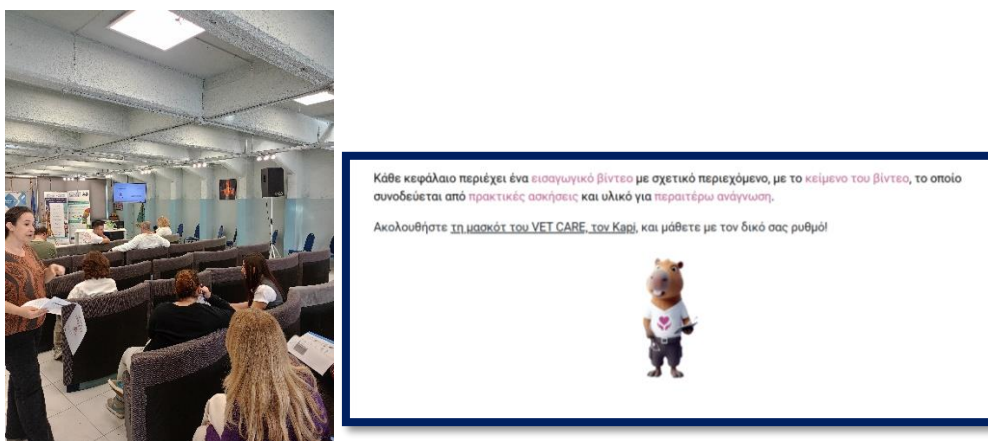 Κάθε κεφάλαιο περιέχει ένα εισαγωγικό βίντεο με σχετικό περιεχόμενο, με το κείμενο του βίντεο, το οποίο
συνοδεύεται από πρακτικές ασκήσεις και υλικό για περαιτέρω ανάγνωση.
Ακολουθήστε τη μασκότ του VET CARE, τον Kapi, και μάθετε με τον δικό σας ρυθμό!